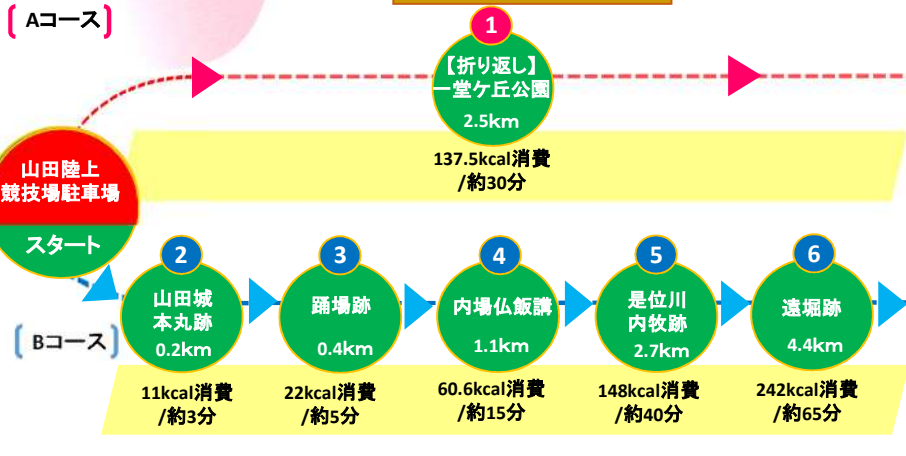 [ Aコース ]
1
【折り返し】
一堂ケ丘公園
2.5km
137.5kcal消費
/約30分
山田陸上
競技場駐車場
スタート
[ Bコース ]
2
山田城
本丸跡
0.2km
11kcal消費
/約3分
3
踊場跡
0.4km
22kcal消費
/約5分
4
内場仏飯講
1.1km
60.6kcal消費
/約15分
5
是位川
内牧跡
2.7km
148kcal消費
/約40分
6
遠堀跡
4.4km
242kcal消費
/約65分